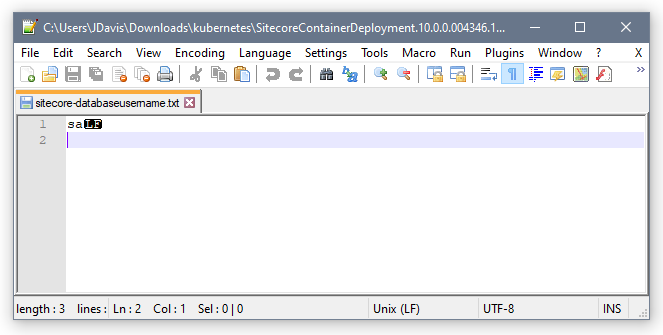 C:\Users\JDavis\Downloads\kubernetes\SitecoreContainerDeployment.10.0.0.004346.1...
File Edit Search View Encoding Language Settings Tools Macro Run Plugins Window ? X
sitecore-databaseusername.txt
1 saLF
2
length : 3 lines : Ln : 2 Col : 1 Sel : 0 | 0 Unix (LF) UTF-8 INS